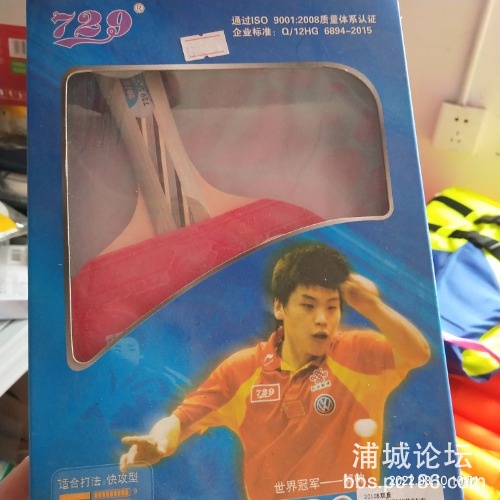 729®
通过ISO 9001:2008质量体系认证
企业标准: Q/12HG 6894-2015
729
适合打法: 快攻型
世界冠军
浦城论坛
bbs.pc786.com